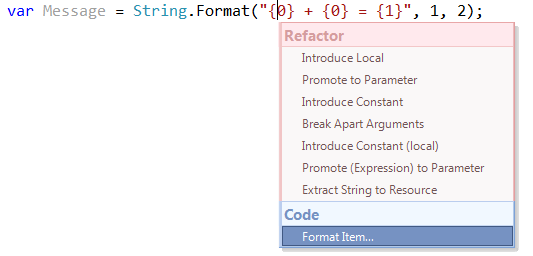 var Message = String.Format("{0} + {0} = {1}", 1, 2);
Refactor
Introduce Local
Promote to Parameter
Introduce Constant
Break Apart Arguments
Introduce Constant (local)
Promote (Expression) to Parameter
Extract String to Resource
Code
Format Item...